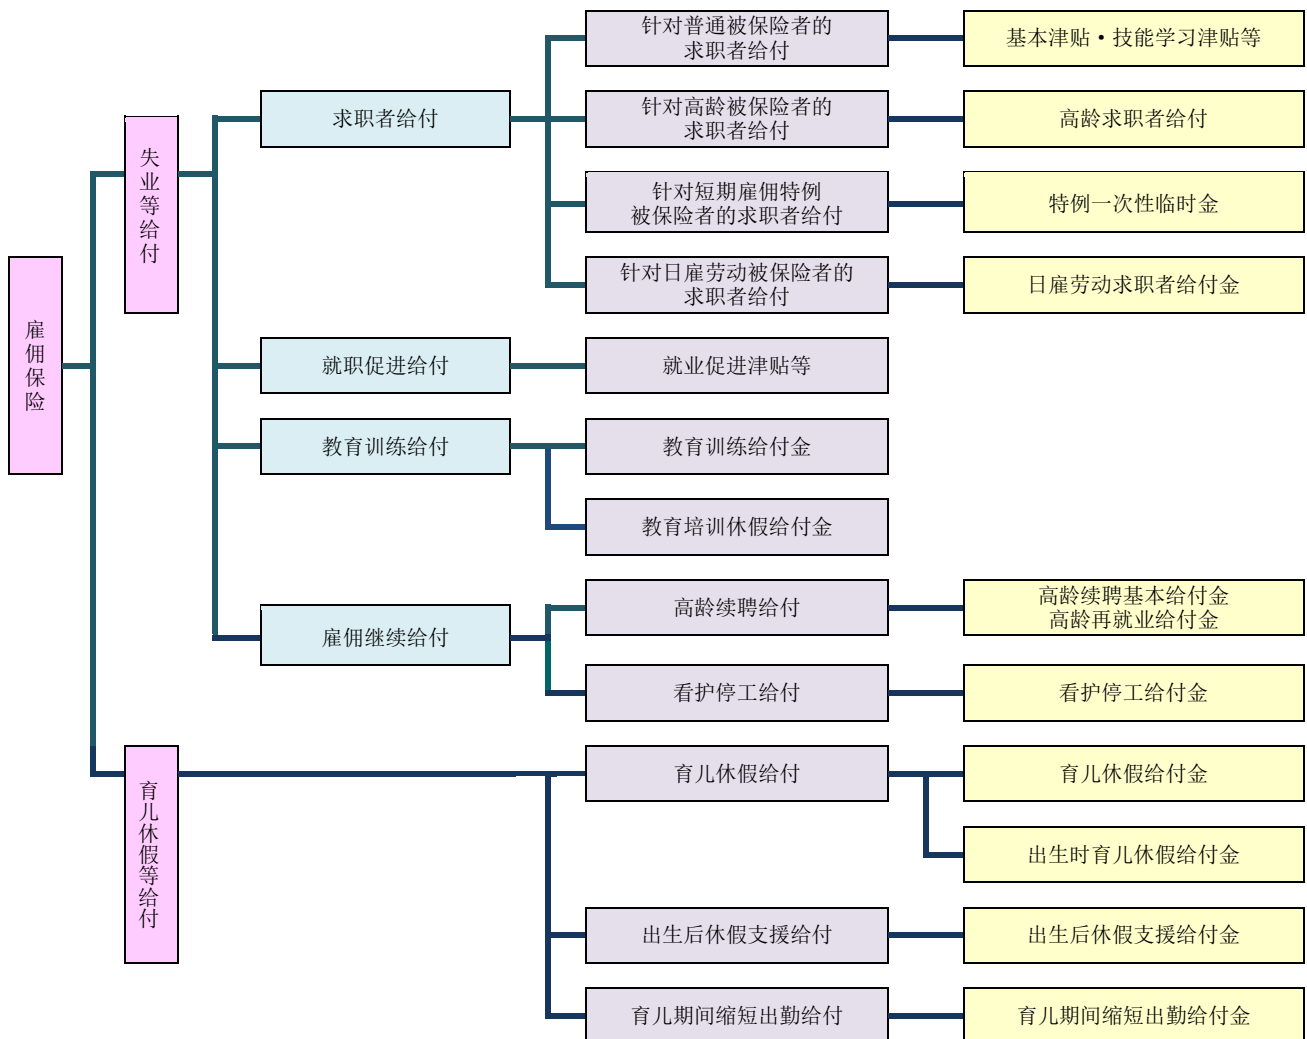 雇佣保险
失业等给付
求职者给付
针对普通被保险者的
求职者给付
基本津贴・技能学习津贴等
针对高龄被保险者的
求职者给付
高龄求职者给付
针对短期雇佣特例
被保险者的求职者给付
特例一次性临时金
针对日雇劳动被保险者的
求职者给付
日雇劳动求职者给付金
就职促进给付
就业促进津贴等
教育训练给付
教育训练给付金
教育培训休假给付金
雇佣继续给付
高龄续聘给付
高龄续聘基本给付金
高龄再就业给付金
看护停工给付
看护停工给付金
育儿休假等给付
育儿休假给付
育儿休假给付金
出生时育儿休假给付金
出生后休假支援给付
出生后休假支援给付金
育儿期间缩短出勤给付
育儿期间缩短出勤给付金